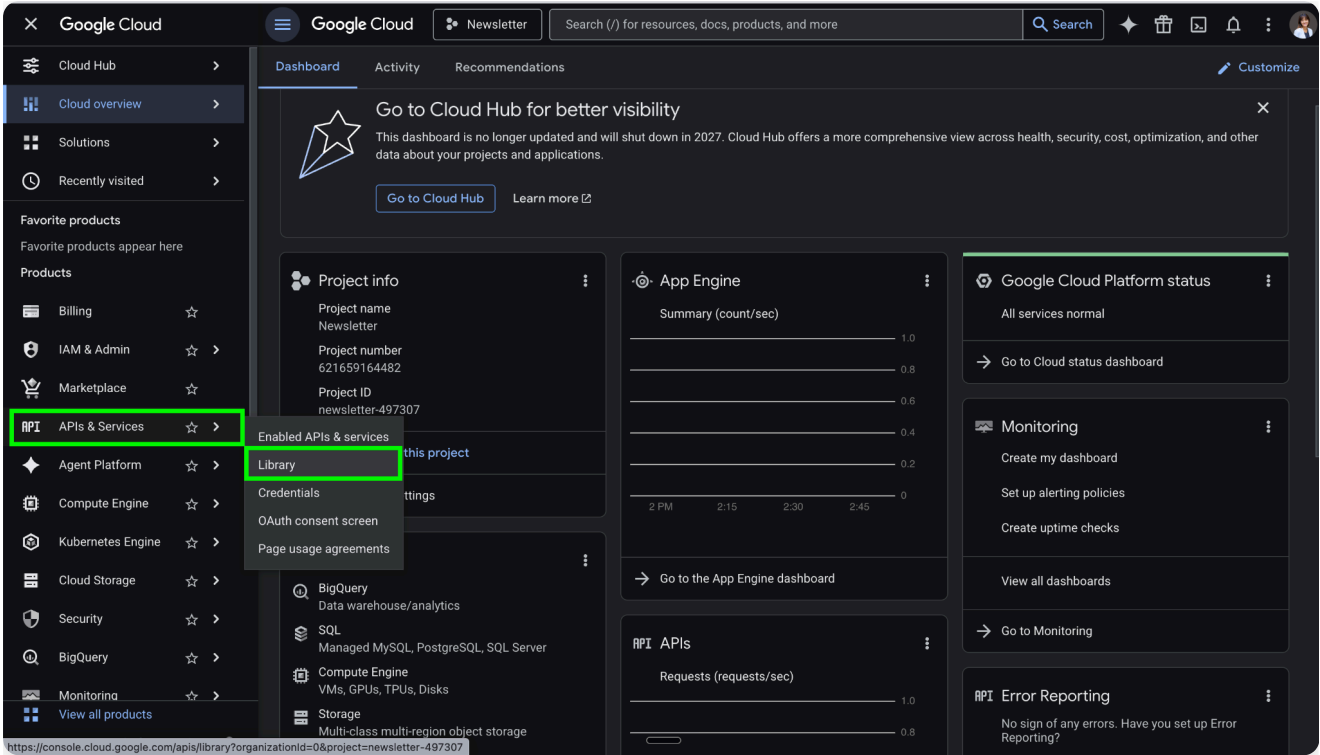 Google Cloud
Cloud Hub
Cloud overview
Solutions
Recently visited
Favorite products
Favorite products appear here
Products
Billing
IAM & Admin
Marketplace
API APIs & Services
Agent Platform
Compute Engine
Kubernetes Engine
Cloud Storage
Security
BigQuery
Monitoring
View all products
https://console.cloud.google.com/apis/library?organizationId=0&project=newsletter-497307
Enabled APIs & services
Library
Credentials
OAuth consent screen
Page usage agreements
Google Cloud
Newsletter
Search (/) for resources, docs, products, and more
Search
Dashboard Activity Recommendations
Customize
Go to Cloud Hub for better visibility
This dashboard is no longer updated and will shut down in 2027. Cloud Hub offers a more comprehensive view across health, security, cost, optimization, and other
data about your projects and applications.
Go to Cloud Hub Learn more
Project info
Project name
Newsletter
Project number
621659164482
Project ID
newsletter-497307
this project
ttings
BigQuery
Data warehouse/analytics
SQL
Managed MySQL, PostgreSQL, SQL Server
Compute Engine
VMs, GPUs, TPUs, Disks
Storage
Multi-class multi-region object storage
App Engine
Summary (count/sec)
1.0
0.8
0.6
0.4
0.2
0
2 PM 2:15 2:30 2:45
Go to the App Engine dashboard
API APIs
Requests (requests/sec)
1.0
0.8
Google Cloud Platform status
All services normal
Go to Cloud status dashboard
Monitoring
Create my dashboard
Set up alerting policies
Create uptime checks
View all dashboards
Go to Monitoring
API Error Reporting
No sign of any errors. Have you set up Error
Reporting?